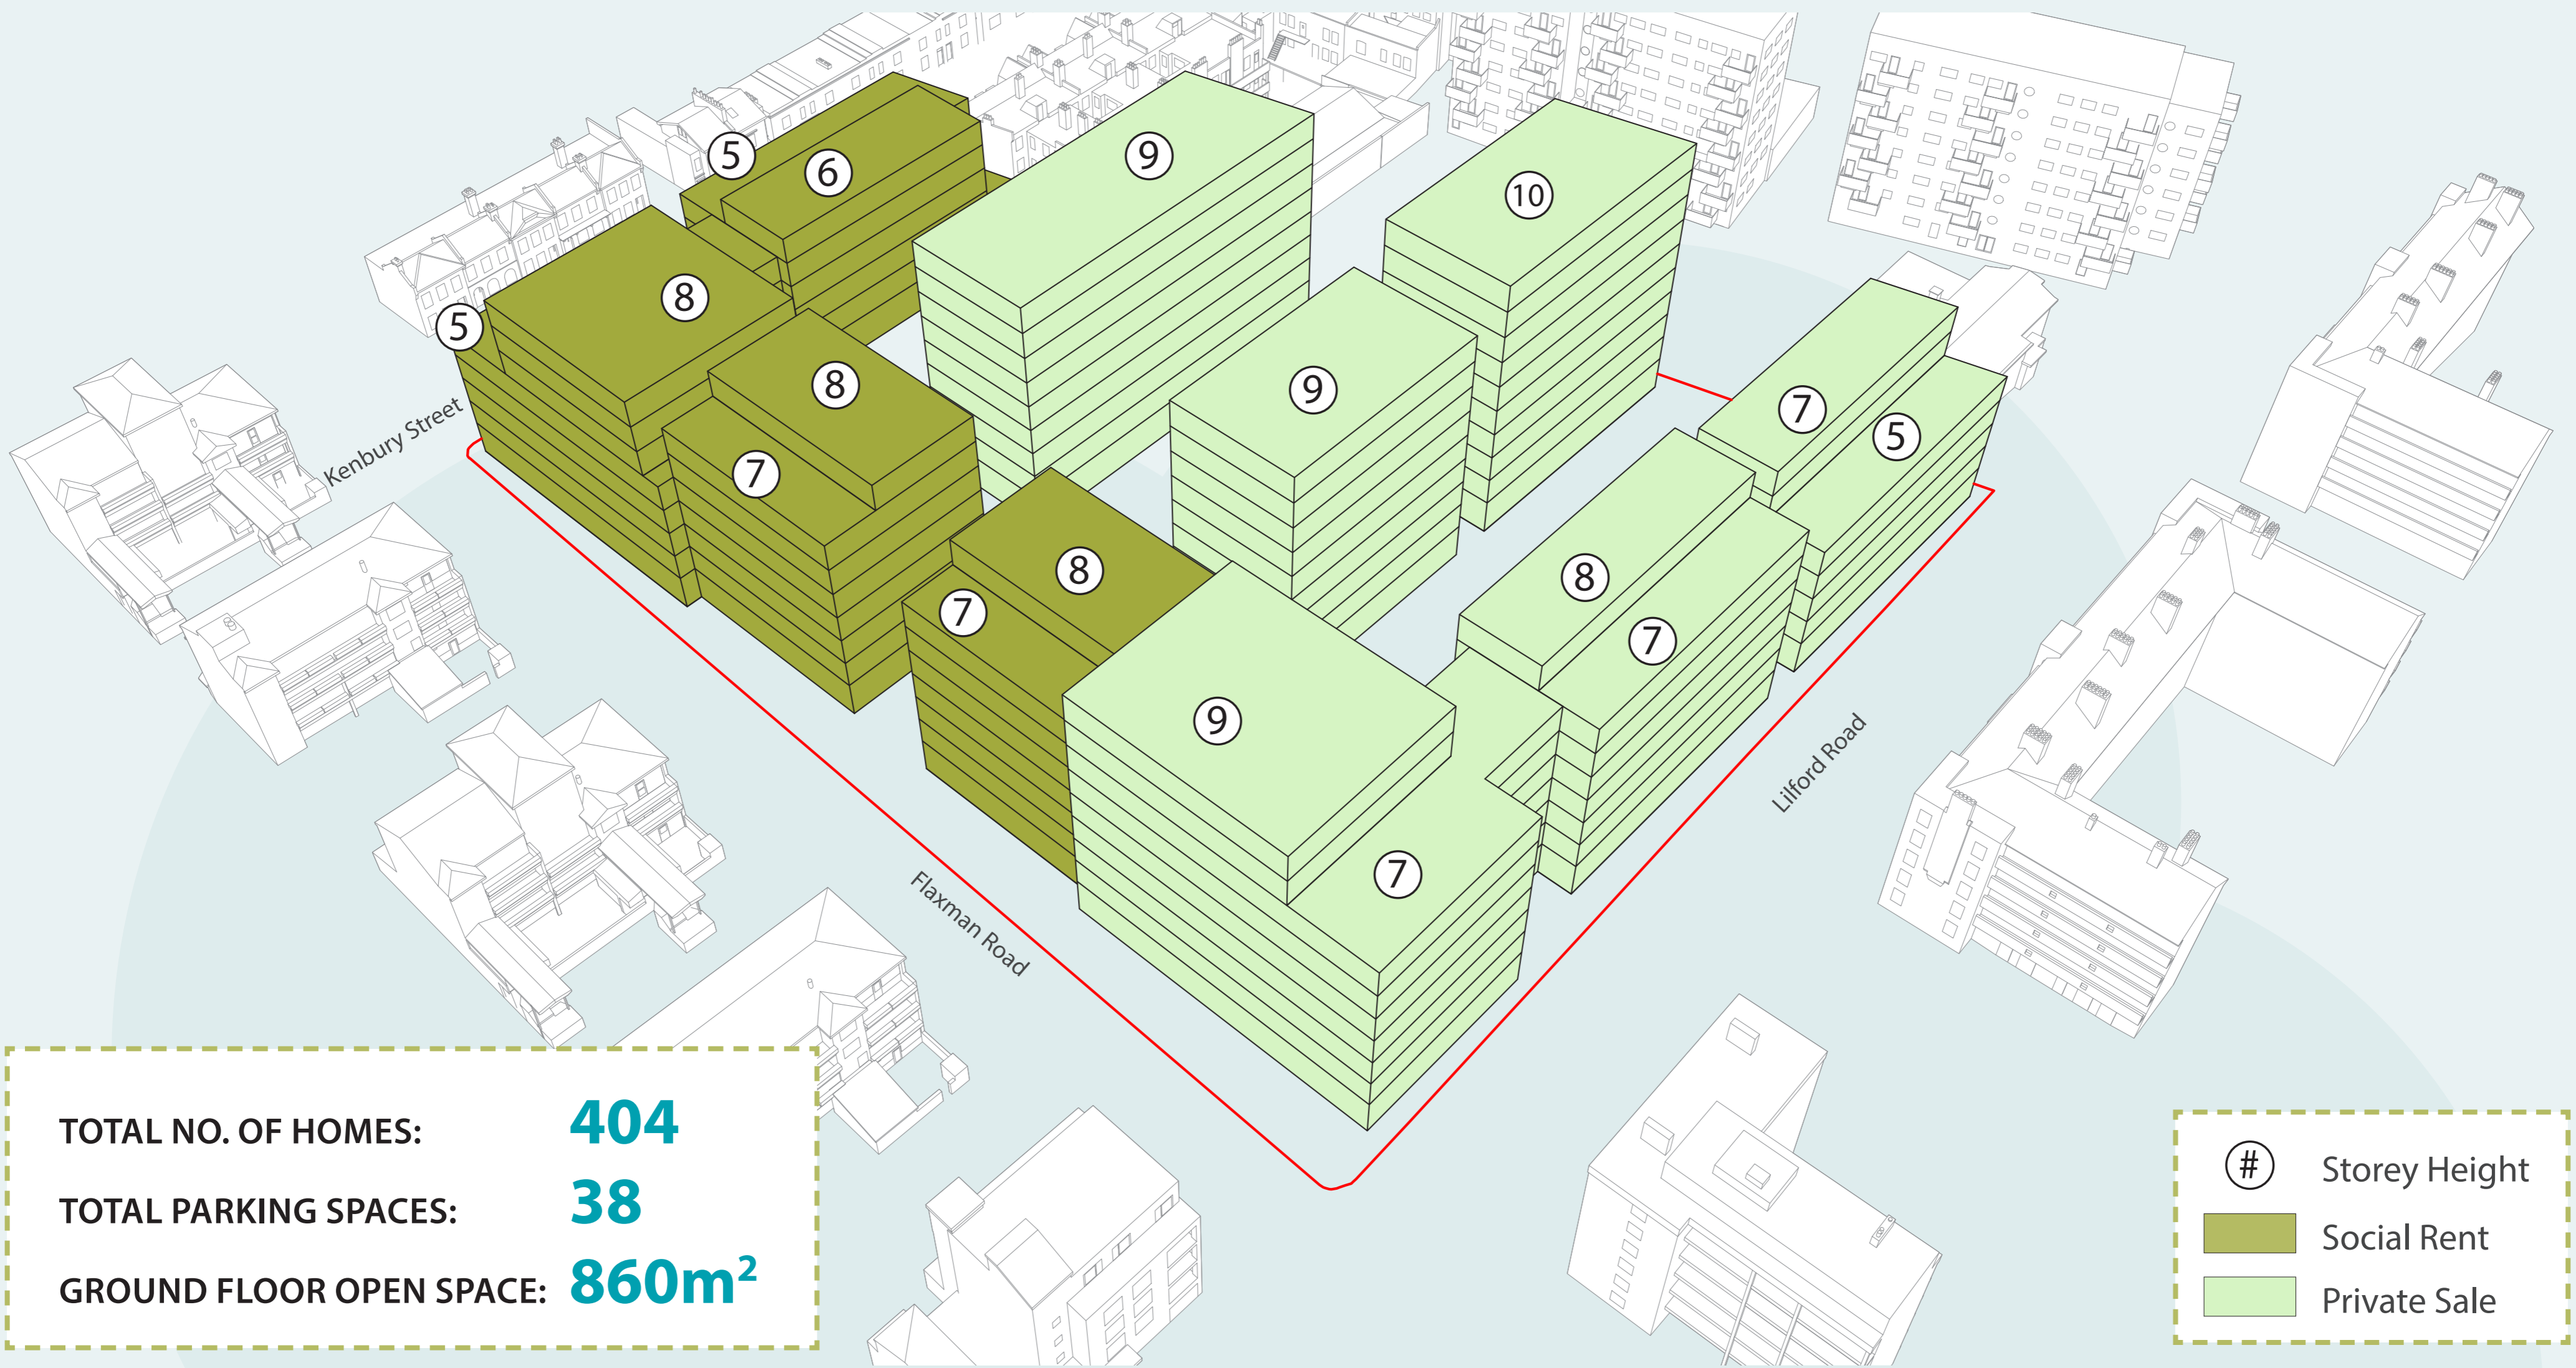 5
6
9
10
8
5
8
9
7
5
7
8
8
7
7
9
7
Kenbury Street
Flaxman Road
Lilford Road
TOTAL NO. OF HOMES: 404
TOTAL PARKING SPACES: 38
GROUND FLOOR OPEN SPACE: 860m²
# Storey Height
Social Rent
Private Sale